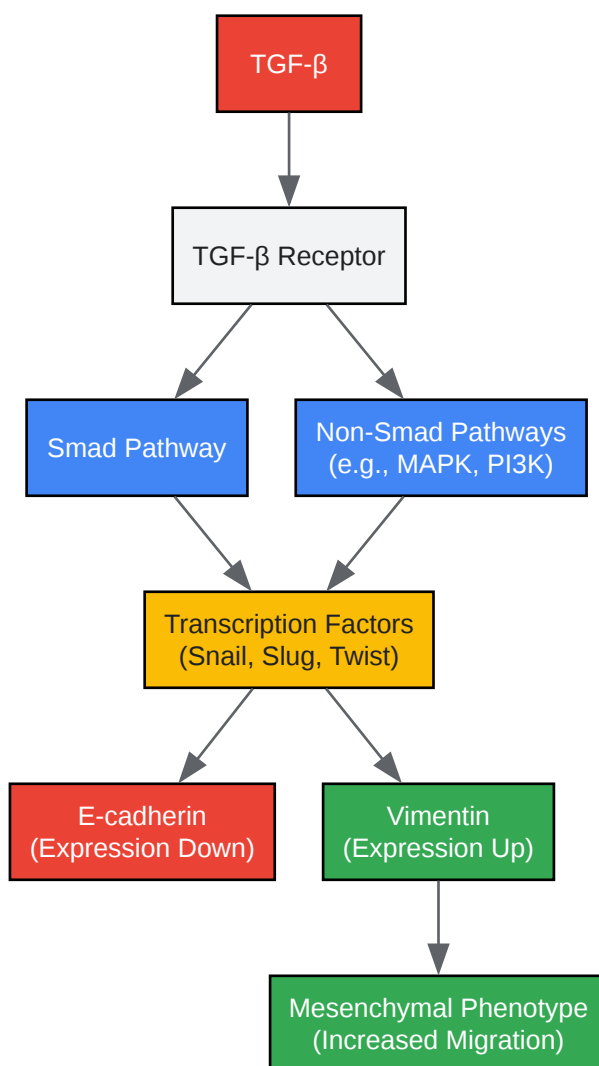 TGF-β
TGF-β Receptor
Smad Pathway
Non-Smad Pathways
(e.g., MAPK, PI3K)
Transcription Factors
(Snail, Slug, Twist)
E-cadherin
(Expression Down)
Vimentin
(Expression Up)
Mesenchymal Phenotype
(Increased Migration)